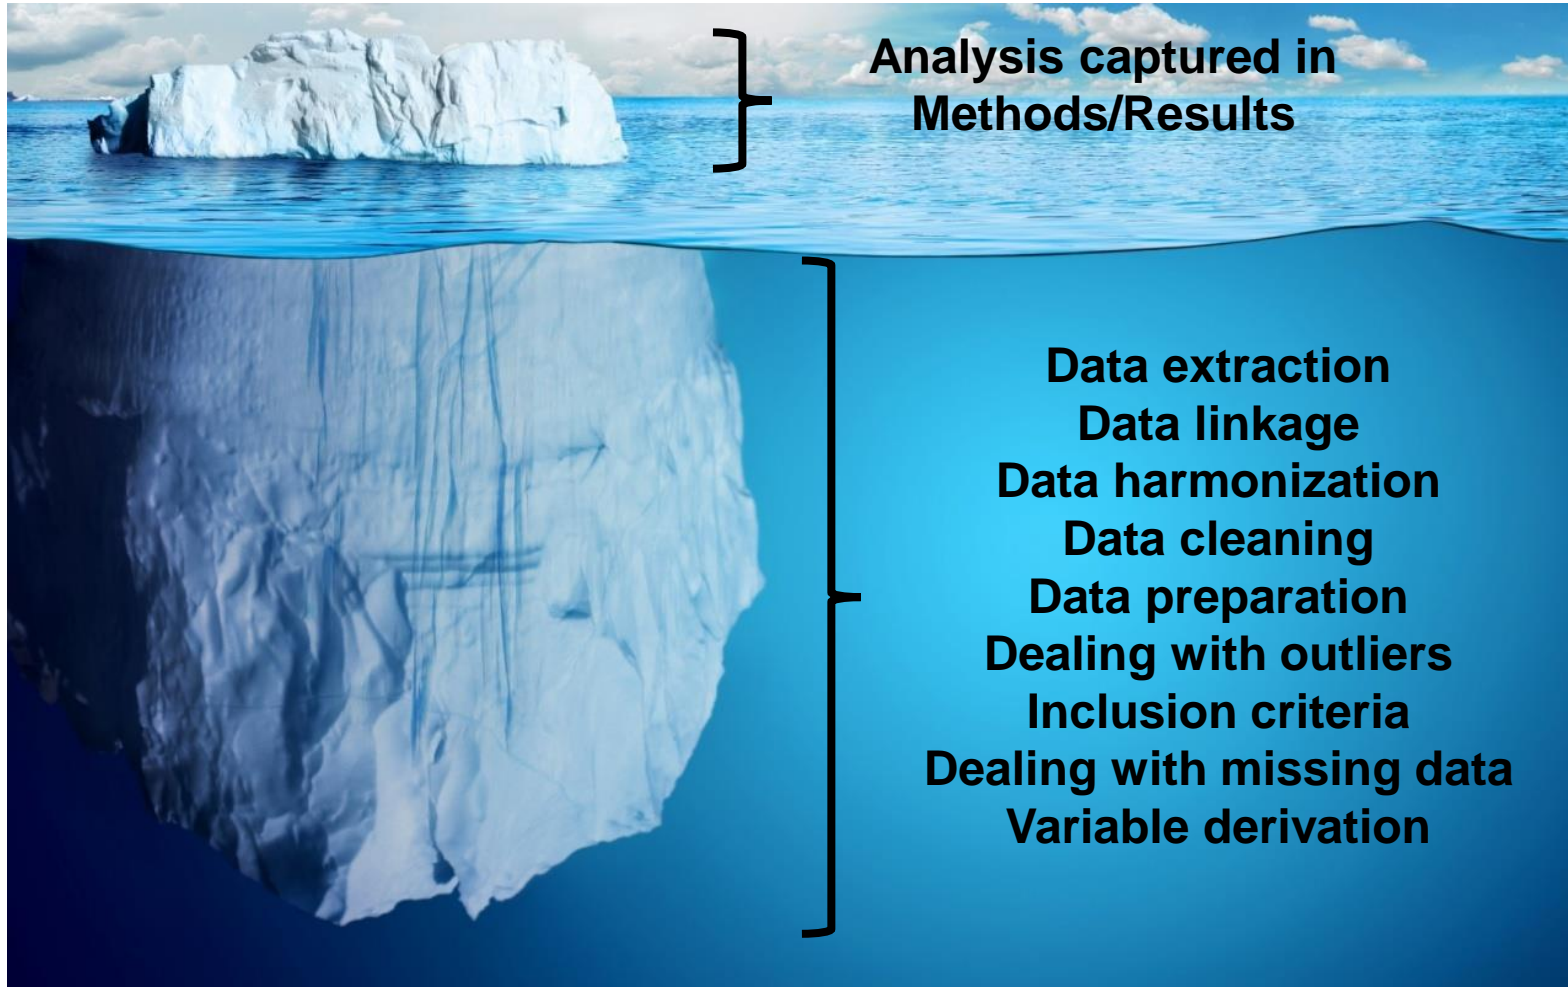 Analysis captured in
Methods/Results
Data extraction
Data linkage
Data harmonization
Data cleaning
Data preparation
Dealing with outliers
Inclusion criteria
Dealing with missing data
Variable derivation